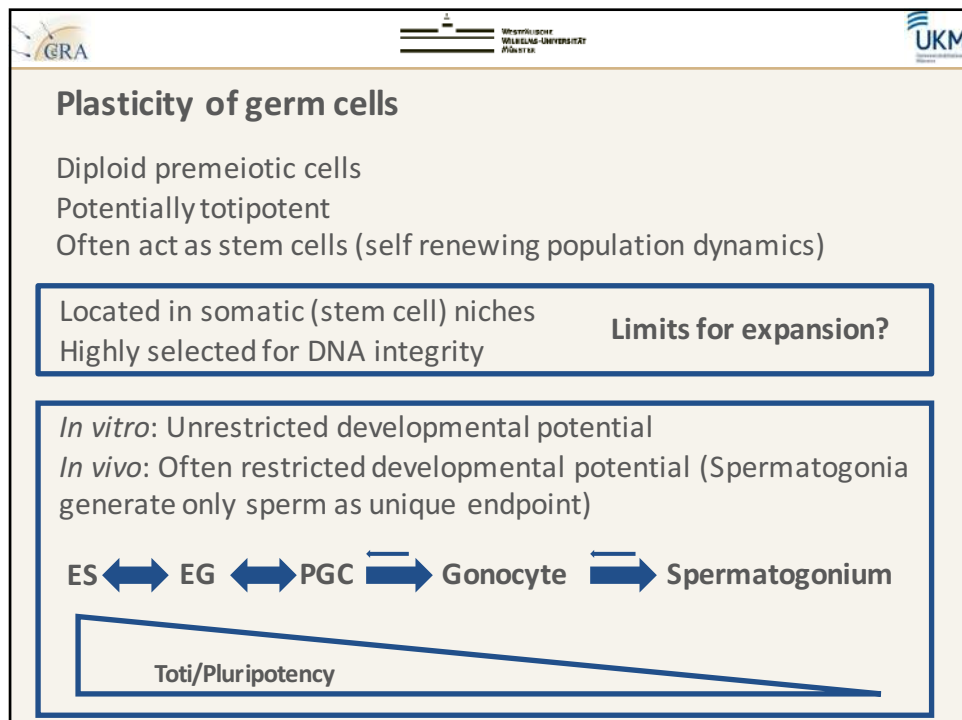 CeRA
WESTFÄLISCHE
WILHELMS-UNIVERSITÄT
MÜNSTER
UKM
Plasticity of germ cells
Diploid premeiotic cells
Potentially totipotent
Often act as stem cells (self renewing population dynamics)
Located in somatic (stem cell) niches
Highly selected for DNA integrity
Limits for expansion?
In vitro: Unrestricted developmental potential
In vivo: Often restricted developmental potential (Spermatogonia
generate only sperm as unique endpoint)
ES EG PGC Gonocyte Spermatogonium
Toti/Pluripotency